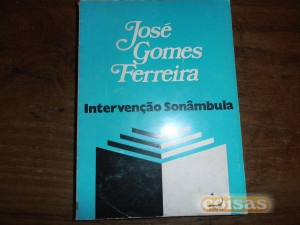 José
Gomes
Ferreira
Intervenção Sonâmbula
coisas